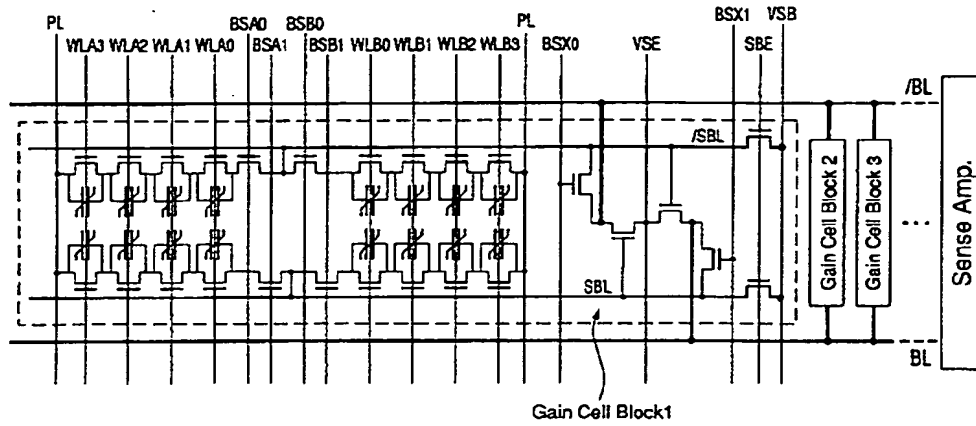 PL BSA0 BSB0 PL BSX1 VSB
WLA3 WLA2 WLA1 WLA0 BSA1 BSB1 WLB0 WLB1 WLB2 WLB3 BSX0 VSE SBE
/BL
/SBL
Gain Cell Block 2
Gain Cell Block 3
...
Sense Amp.
SBL
BL
Gain Cell Block1